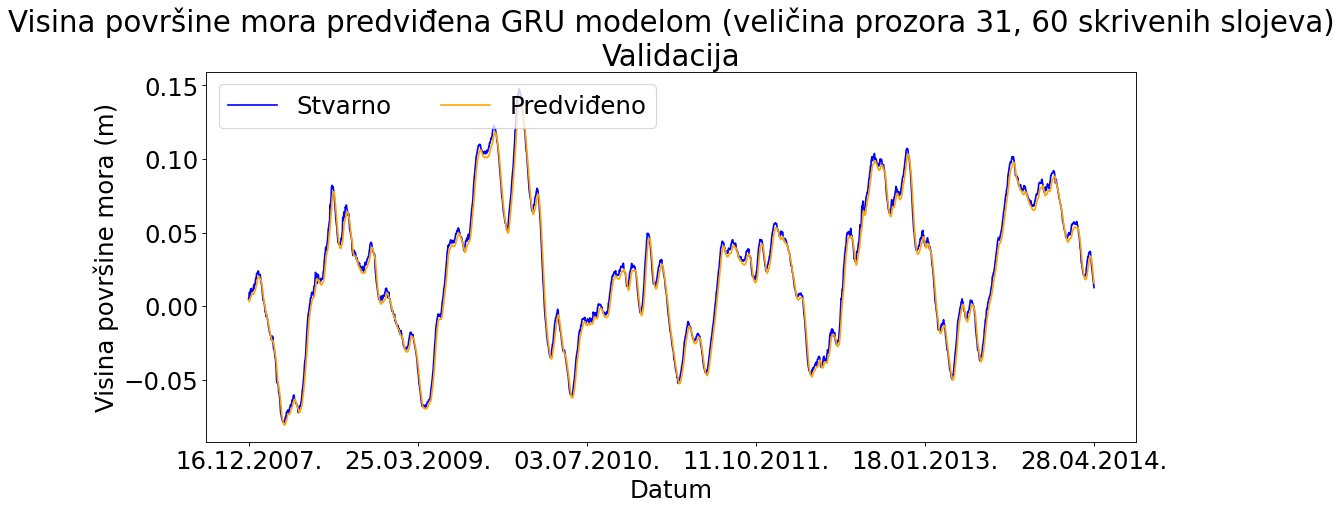 Visina površine mora predviđena GRU modelom (veličina prozora 31, 60 skrivenih slojeva)
Validacija
Stvarno Predviđeno
Visina površine mora (m)
0.15
0.10
0.05
0.00
−0.05
16.12.2007. 25.03.2009. 03.07.2010. 11.10.2011. 18.01.2013. 28.04.2014.
Datum